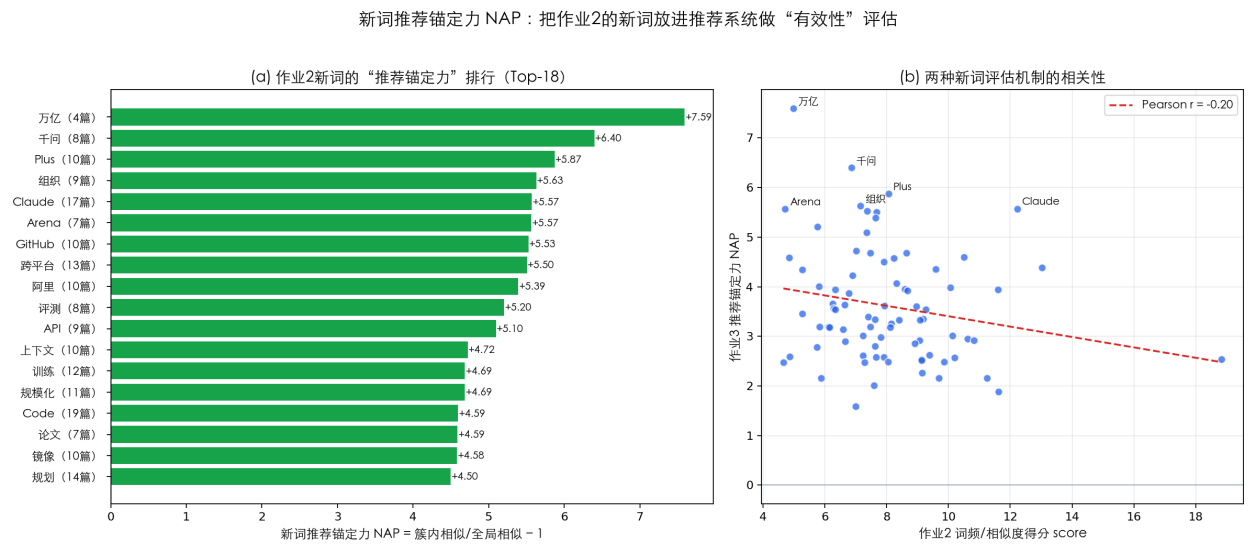 新词推荐锚定力 NAP：把作业2的新词放进推荐系统做“有效性”评估
(a) 作业2新词的“推荐锚定力”排行（Top-18）
万亿（4篇） +7.59
千问（8篇） +6.40
Plus（10篇） +5.87
组织（9篇） +5.63
Claude（17篇） +5.57
Arena（7篇） +5.57
GitHub（10篇） +5.53
跨平台（13篇） +5.50
阿里（10篇） +5.39
评测（8篇） +5.20
API（9篇） +5.10
上下文（10篇） +4.72
训练（12篇） +4.69
规模化（11篇） +4.69
Code（19篇） +4.59
论文（7篇） +4.59
镜像（10篇） +4.58
规划（14篇） +4.50
0 1 2 3 4 5 6 7
新词推荐锚定力 NAP = 簇内相似/全局相似 − 1
(b) 两种新词评估机制的相关性
Pearson r = -0.20
万亿
千问
Plus
组织
Arena
Claude
作业3 推荐锚定力 NAP
7
6
5
4
3
2
1
0
4 6 8 10 12 14 16 18
作业2 词频/相似度得分 score